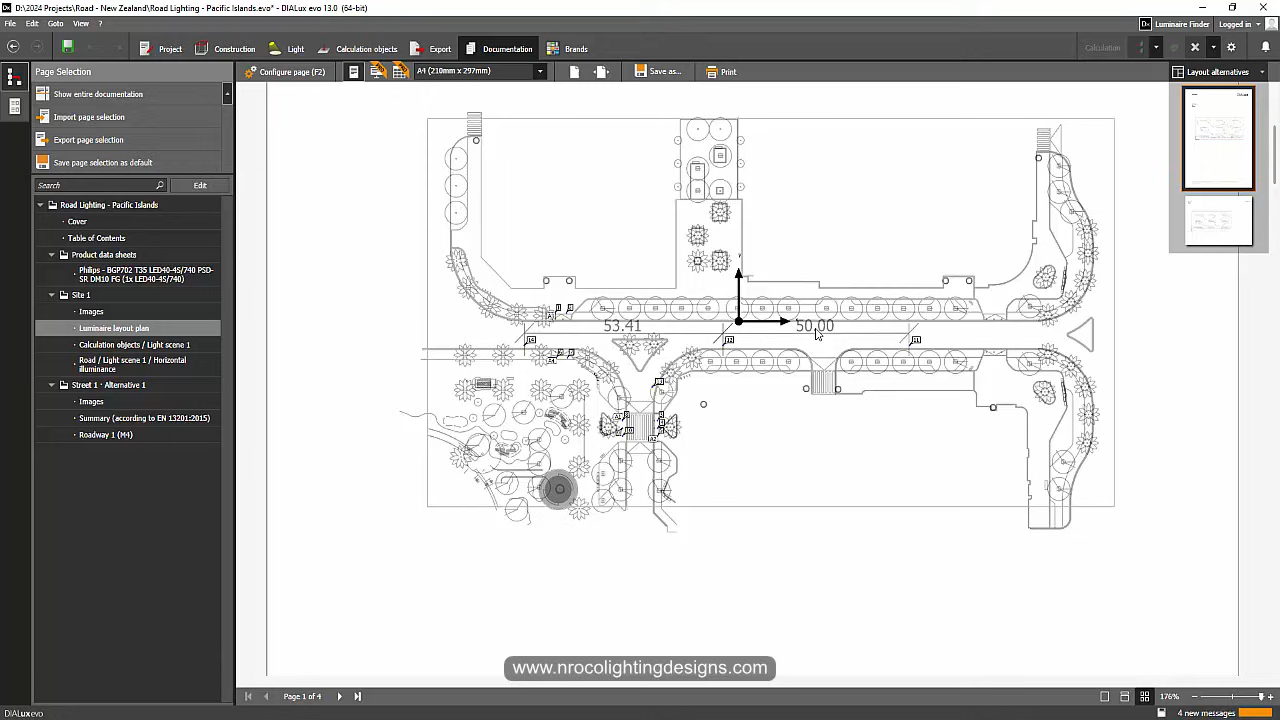 D:\2024 Projects\Road - New Zealand\Road Lighting - Pacific Islands.evo* - DIALux evo 13.0 (64-bit)
File Edit Goto View ?
Luminaire Finder Logged in
Project Construction Light Calculation objects Export Documentation Brands Calculation
Page Selection
Configure page (F2) A4 (210mm x 297mm) Save as... Print Layout alternatives
Show entire documentation
Import page selection
Export page selection
Save page selection as default
Search Edit
Road Lighting - Pacific Islands
Cover
Table of Contents
Product data sheets
Philips - BGP702 T35 LED40-4S/740 PSD-
SR DM10 FG (1x LED40-4S/740)
Site 1
Images
Luminaire layout plan
Calculation objects / Light scene 1
Road / Light scene 1 / Horizontal
illuminance
Street 1 · Alternative 1
Images
Summary (according to EN 13201:2015)
Roadway 1 (M4)
53.41 50.00
www.nrocolightingdesigns.com
Page 1 of 4 176%
DIALux evo 4 new messages